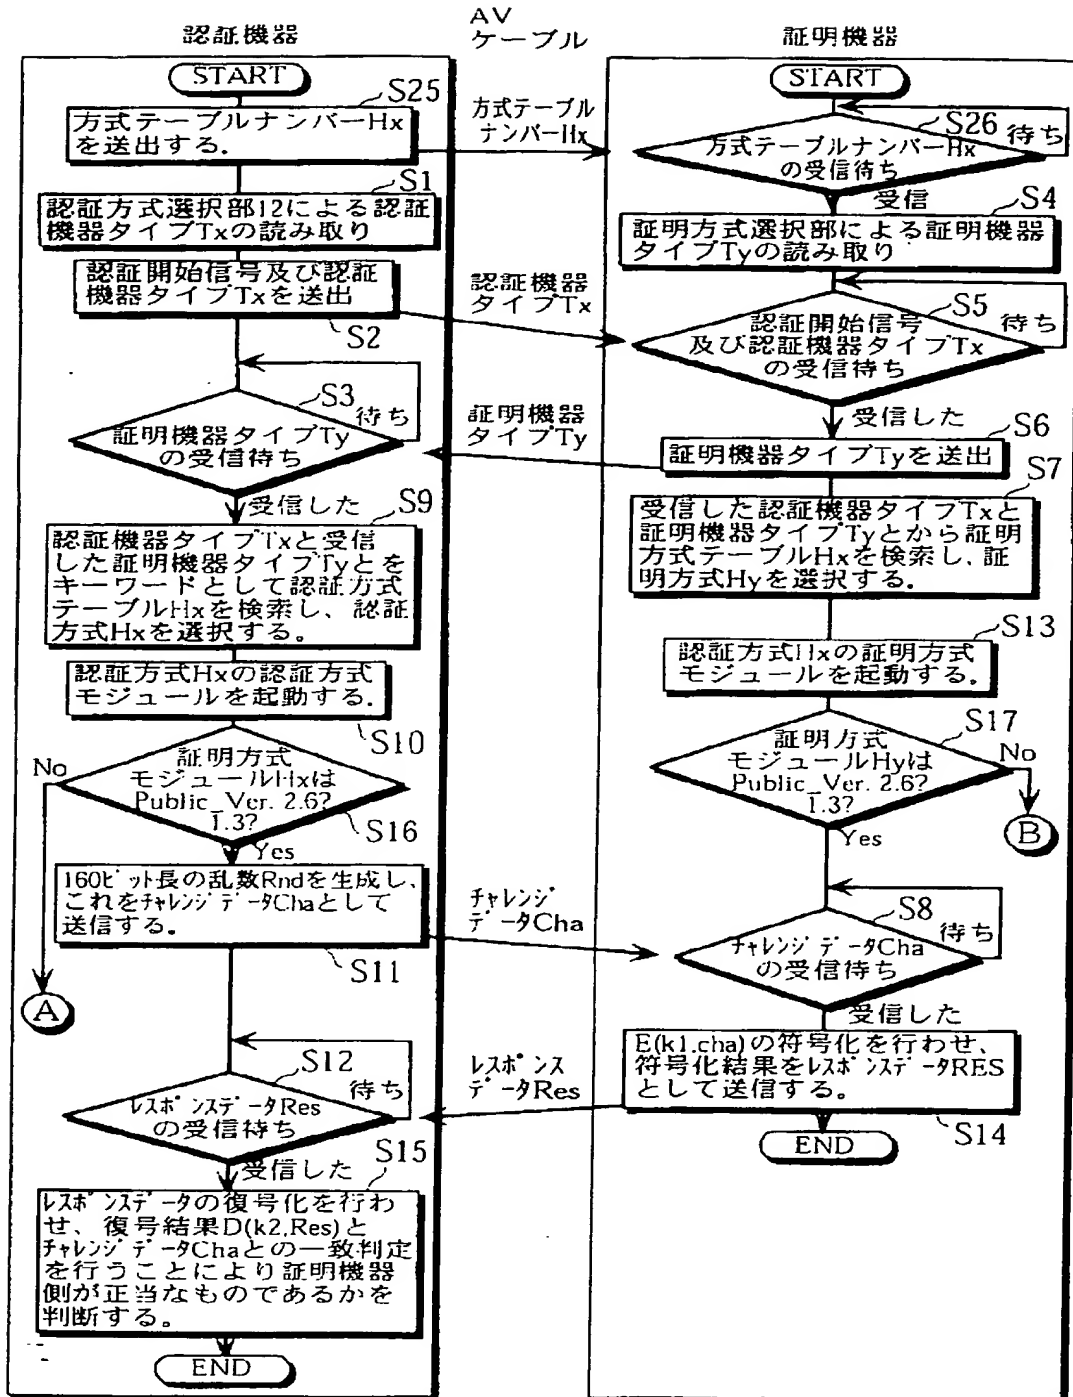 認証機器
AV
ケーブル
証明機器
START
S25
方式テーブルナンバーHx
を送出する.
S1
認証方式選択部12による認証
機器タイプTxの読み取り
認証開始信号及び認証
機器タイプTxを送出
S2
S3
待ち
証明機器タイプTy
の受信待ち
受信した
S9
認証機器タイプTxと受信
した証明機器タイプTyとを
キーワードとして認証方式
テーブルHxを検索し、認証
方式Hxを選択する。
認証方式Hxの認証方式
モジュールを起動する.
S10
証明方式
モジュールHxは
Public_Ver. 2.6?
1.3?
No
S16
Yes
160ビット長の乱数Rndを生成し、
これをチャレンジデータChaとして
送信する。
S11
A
S12
待ち
レスポンスデータRes
の受信待ち
S15
受信した
レスポンスデータの復号化を行わ
せ、復号結果D(k2,Res)と
チャレンジデータChaとの一致判定
を行うことにより証明機器
側が正当なものであるかを
判断する。
END
方式テーブル
ナンバーHx
認証機器
タイプTx
証明機器
タイプTy
チャレンジ
データCha
レスポンス
データRes
START
S26
待ち
方式テーブルナンバーHx
の受信待ち
受信
S4
証明方式選択部による証明機器
タイプTyの読み取り
S5
待ち
認証開始信号
及び認証機器タイプTx
の受信待ち
受信した
S6
証明機器タイプTyを送出
S7
受信した認証機器タイプTxと
証明機器タイプTyとから証明
方式テーブルHxを検索し、証
明方式Hyを選択する.
S13
認証方式Hxの証明方式
モジュールを起動する.
S17
証明方式
モジュールHyは
Public_Ver. 2.6?
1.3?
No
B
Yes
S8
待ち
チャレンジデータCha
の受信待ち
受信した
E(k1.cha)の符号化を行わせ、
符号化結果をレスポンスデータRES
として送信する。
S14
END